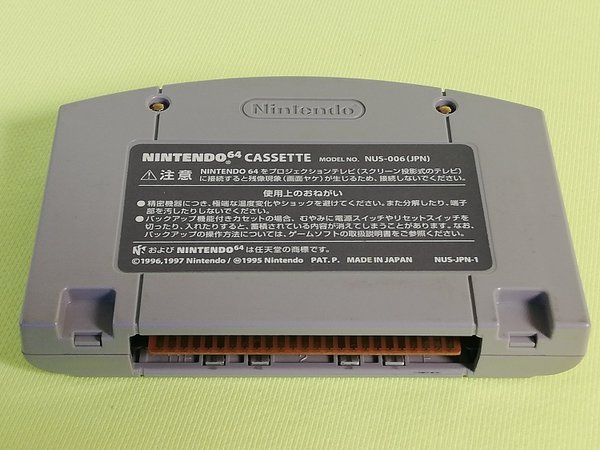 Nintendo
NINTENDO64 CASSETTE MODEL NO. NUS-006(JPN)
⚠注意 NINTENDO 64 をプロジェクションテレビ(スクリーン投影式のテレビ)
に接続すると残像現象(画面ヤケ)が生じるため、接続しないでください。
使用上のおねがい
●精密機器につき、極端な温度変化やショックを避けてください。また分解したり、端子
部を汚したりしないでください。
●バックアップ機能付きカセットの場合、むやみに電源スイッチやリセットスイッチを
切ったり、入れたりすると、蓄積されている内容が消えてしまうことがあります。なお、
バックアップの操作方法については、ゲームソフトの取扱説明書をご参照ください。
および NINTENDO64 は任天堂の商標です。
©1996,1997 Nintendo/Ⓜ1995 Nintendo PAT. P. MADE IN JAPAN NUS-JPN-1